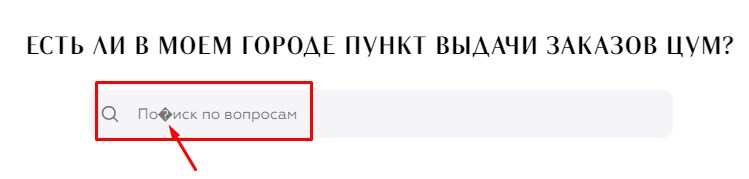 ЕСТЬ ЛИ В МОЕМ ГОРОДЕ ПУНКТ ВЫДАЧИ ЗАКАЗОВ ЦУМ?
По�иск по вопросам